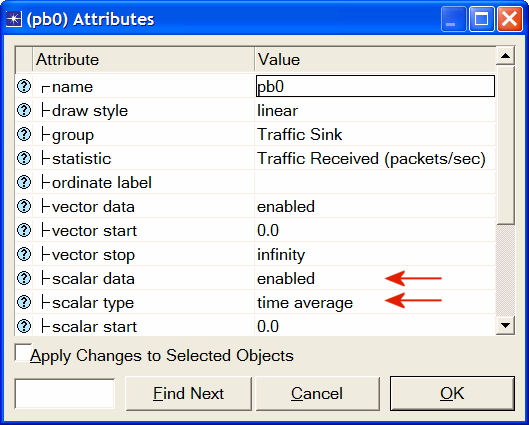 (pb0) Attributes
Attribute Value
name pb0
draw style linear
group Traffic Sink
statistic Traffic Received (packets/sec)
ordinate label
vector data enabled
vector start 0.0
vector stop infinity
scalar data enabled
scalar type time average
scalar start 0.0
Apply Changes to Selected Objects
Find Next Cancel OK